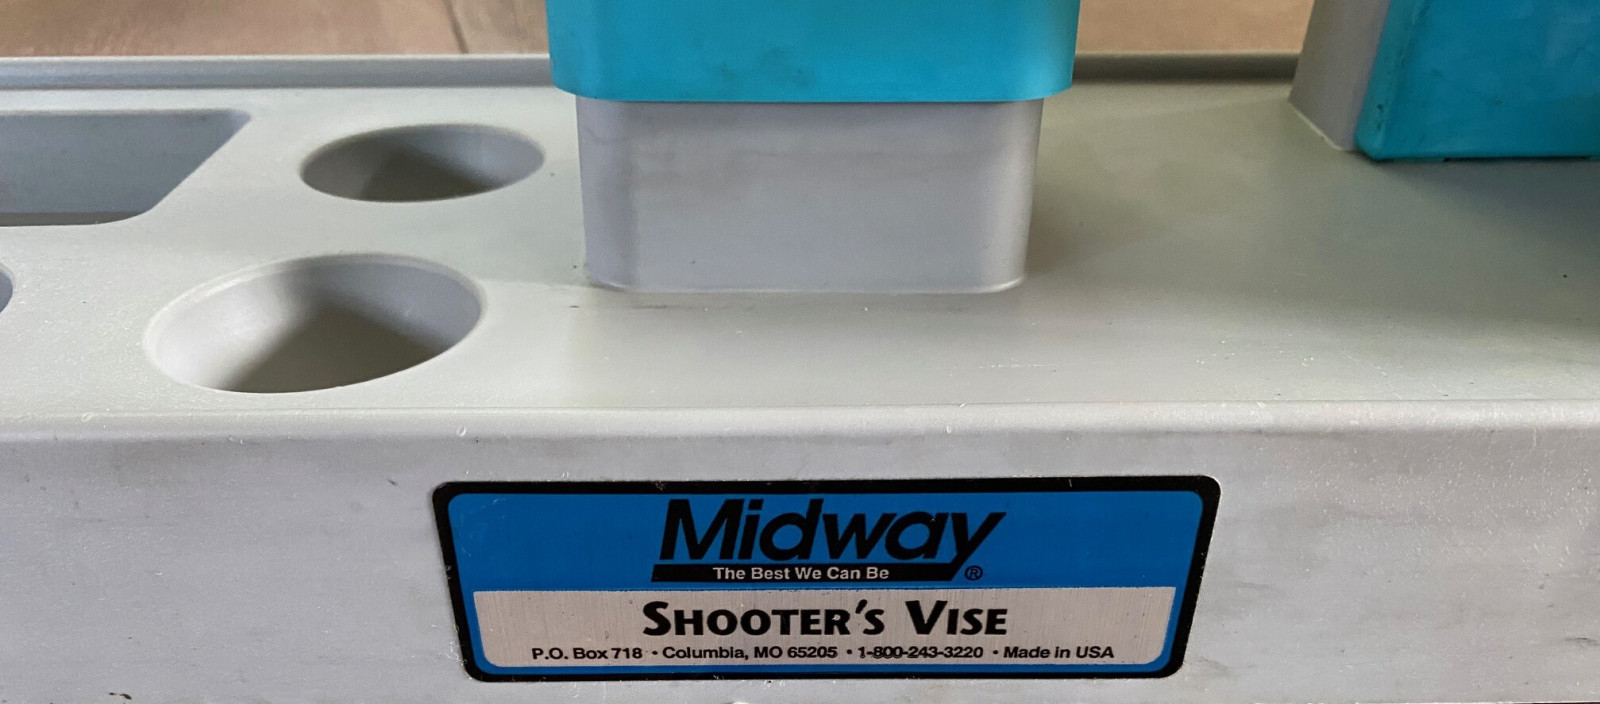 Midway
The Best We Can Be ®
SHOOTER'S VISE
P.O. Box 718 • Columbia, MO 65205 • 1-800-243-3220 • Made in USA